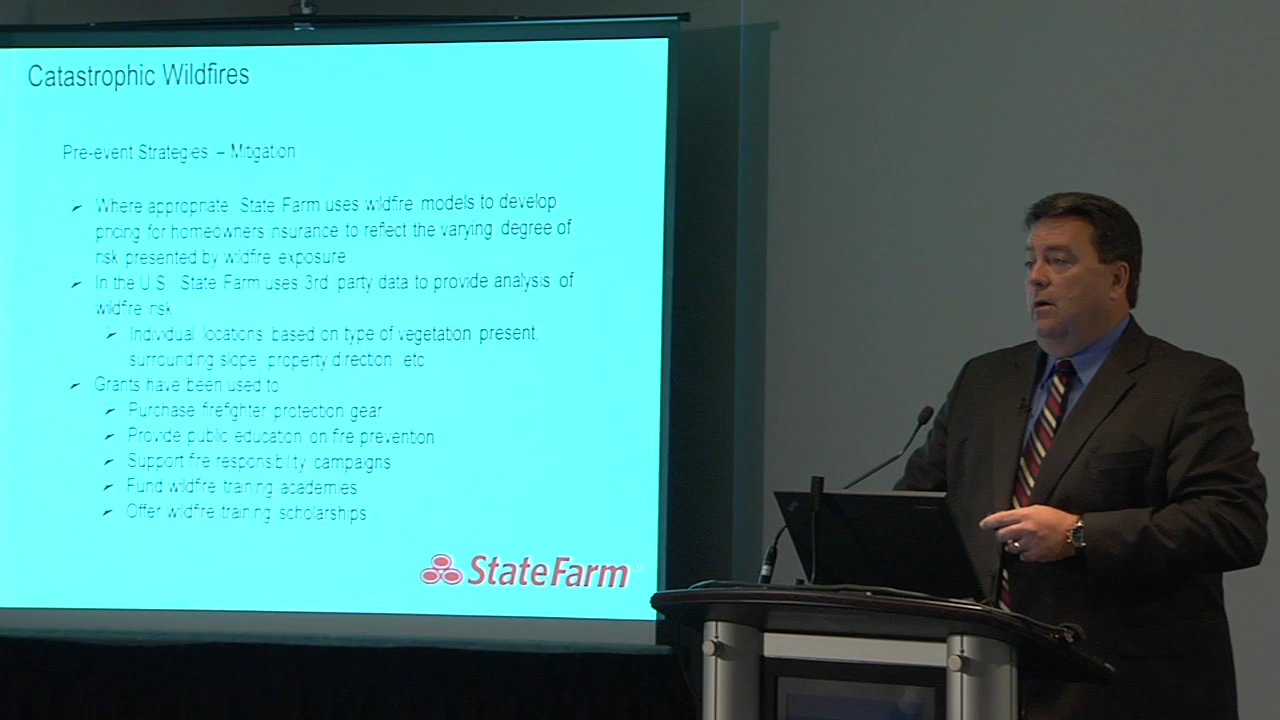 Catastrophic Wildfires
Pre-event Strategies – Mitigation
Where appropriate, State Farm uses wildfire models to develop
pricing for homeowners insurance to reflect the varying degree of
risk presented by wildfire exposure
In the U.S. State Farm uses 3rd party data to provide analysis of
wildfire risk
Individual locations based on type of vegetation present,
surrounding slope, property direction, etc
Grants have been used to:
Purchase firefighter protection gear
Provide public education on fire prevention
Support fire responsibility campaigns
Fund wildfire training academies
Offer wildfire training scholarships
StateFarm